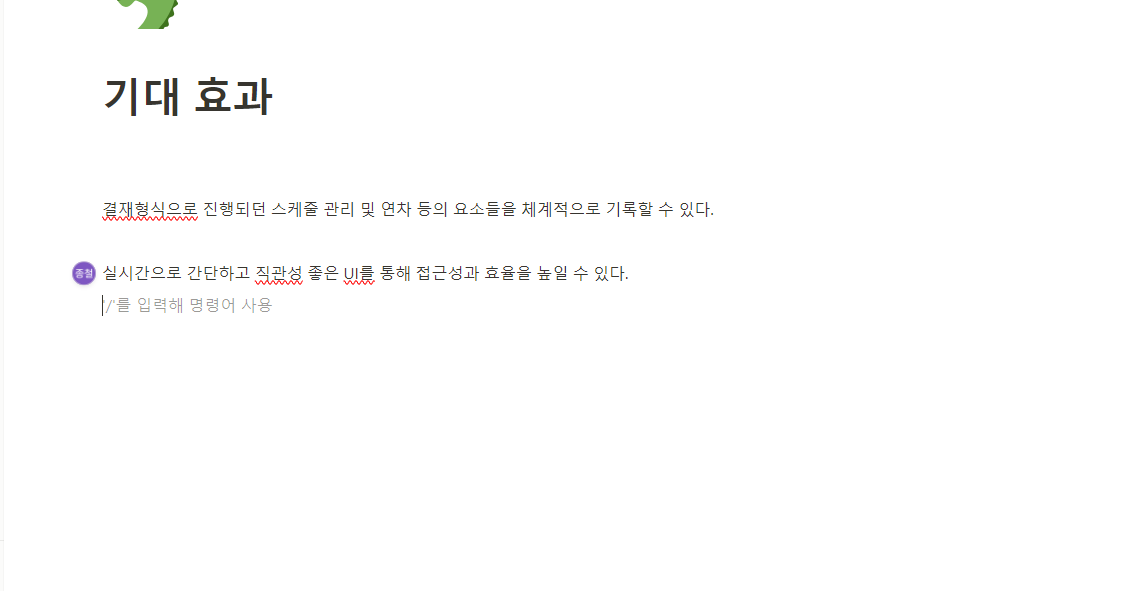 기대 효과
결재형식으로 진행되던 스케줄 관리 및 연차 등의 요소들을 체계적으로 기록할 수 있다.
종철 실시간으로 간단하고 직관성 좋은 UI를 통해 접근성과 효율을 높일 수 있다.
'/'를 입력해 명령어 사용